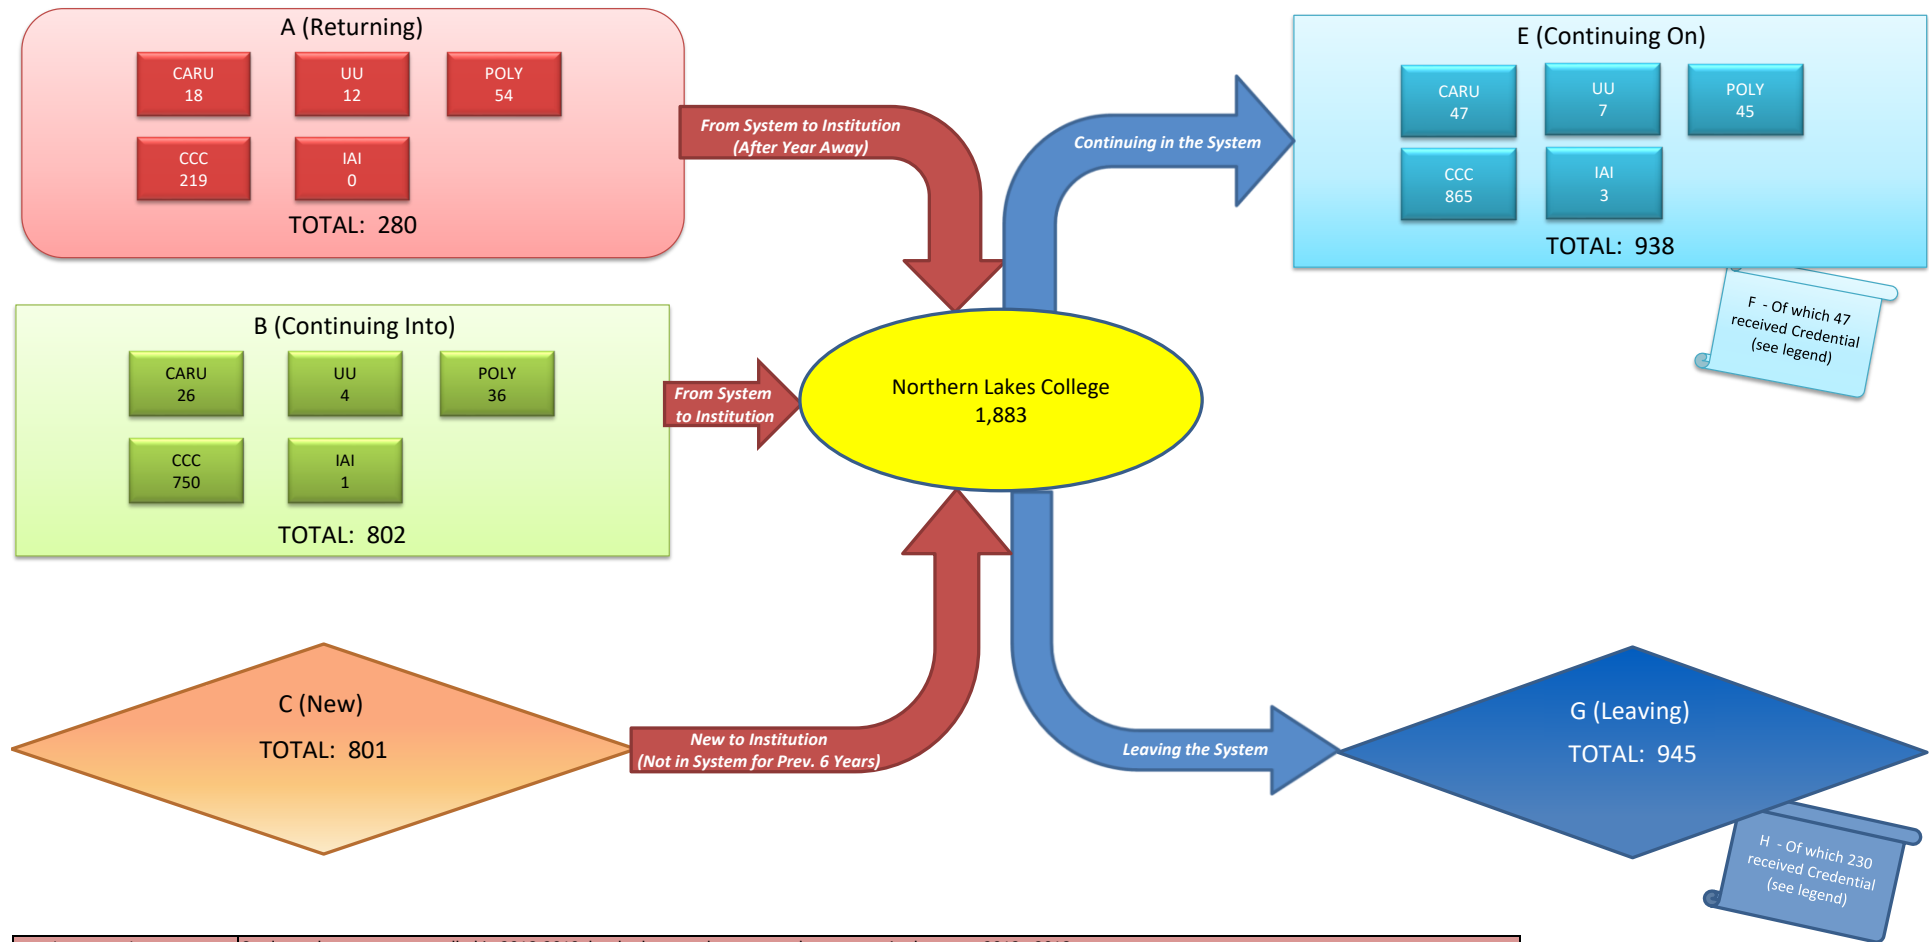 A (Returning)
CARU
18
UU
12
POLY
54
CCC
219
IAI
0
TOTAL: 280
From System to Institution
(After Year Away)
Continuing in the System
E (Continuing On)
CARU
47
UU
7
POLY
45
CCC
865
IAI
3
TOTAL: 938
F - Of which 47
received Credential
(see legend)
B (Continuing Into)
CARU
26
UU
4
POLY
36
CCC
750
IAI
1
TOTAL: 802
From System
to Institution
Northern Lakes College
1,883
C (New)
TOTAL: 801
New to Institution
(Not in System for Prev. 6 Years)
Leaving the System
G (Leaving)
TOTAL: 945
H - Of which 230
received Credential
(see legend)